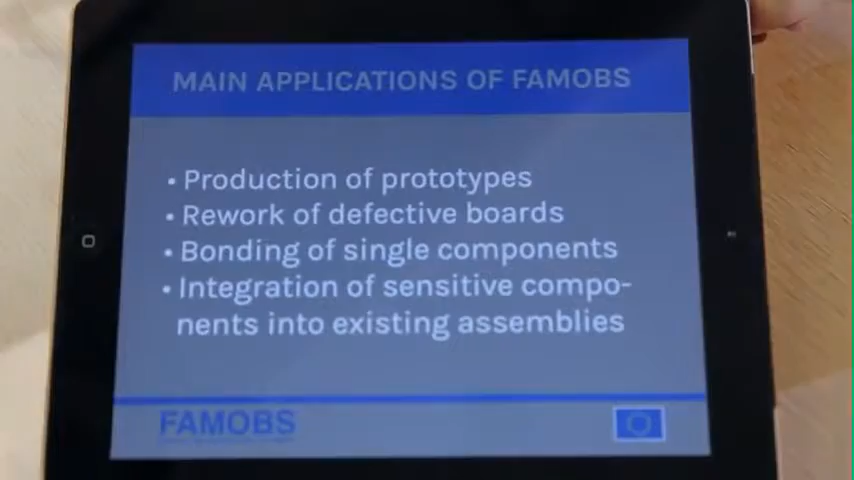 MAIN APPLICATIONS OF FAMOBS
• Production of prototypes
• Rework of defective boards
• Bonding of single components
• Integration of sensitive compo-
nents into existing assemblies
FAMOBS